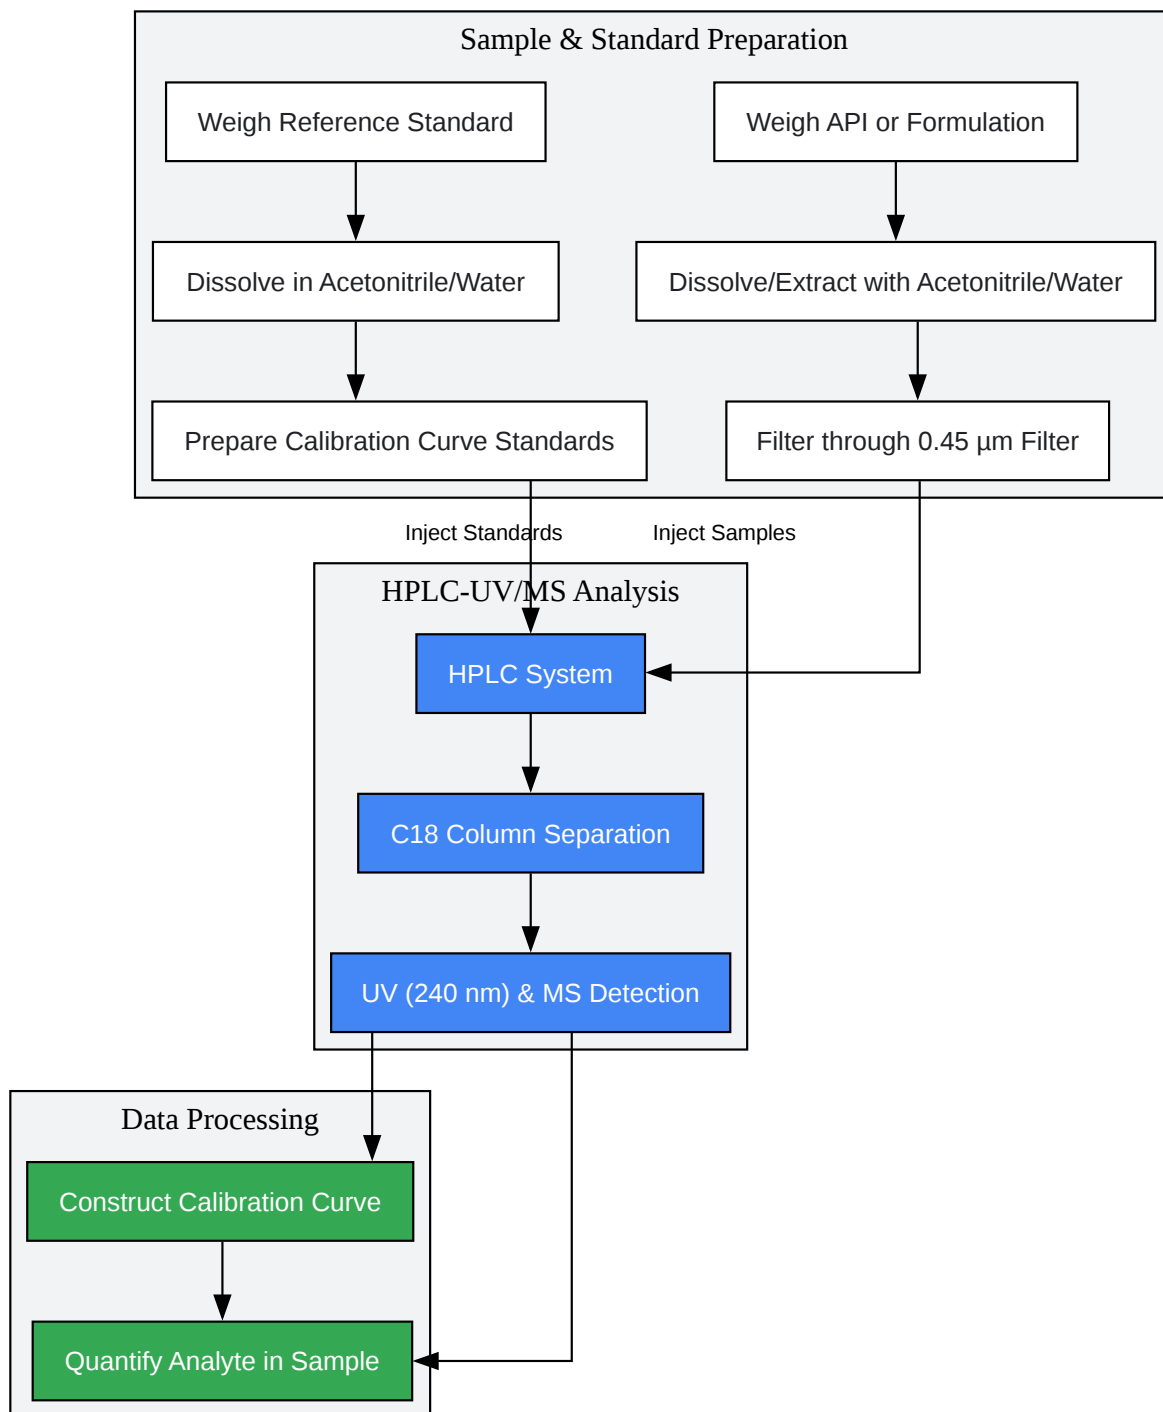 Sample & Standard Preparation
Weigh Reference Standard
Weigh API or Formulation
Dissolve in Acetonitrile/Water
Dissolve/Extract with Acetonitrile/Water
Prepare Calibration Curve Standards
Filter through 0.45 µm Filter
Inject Standards
Inject Samples
HPLC-UV/MS Analysis
HPLC System
C18 Column Separation
UV (240 nm) & MS Detection
Data Processing
Construct Calibration Curve
Quantify Analyte in Sample